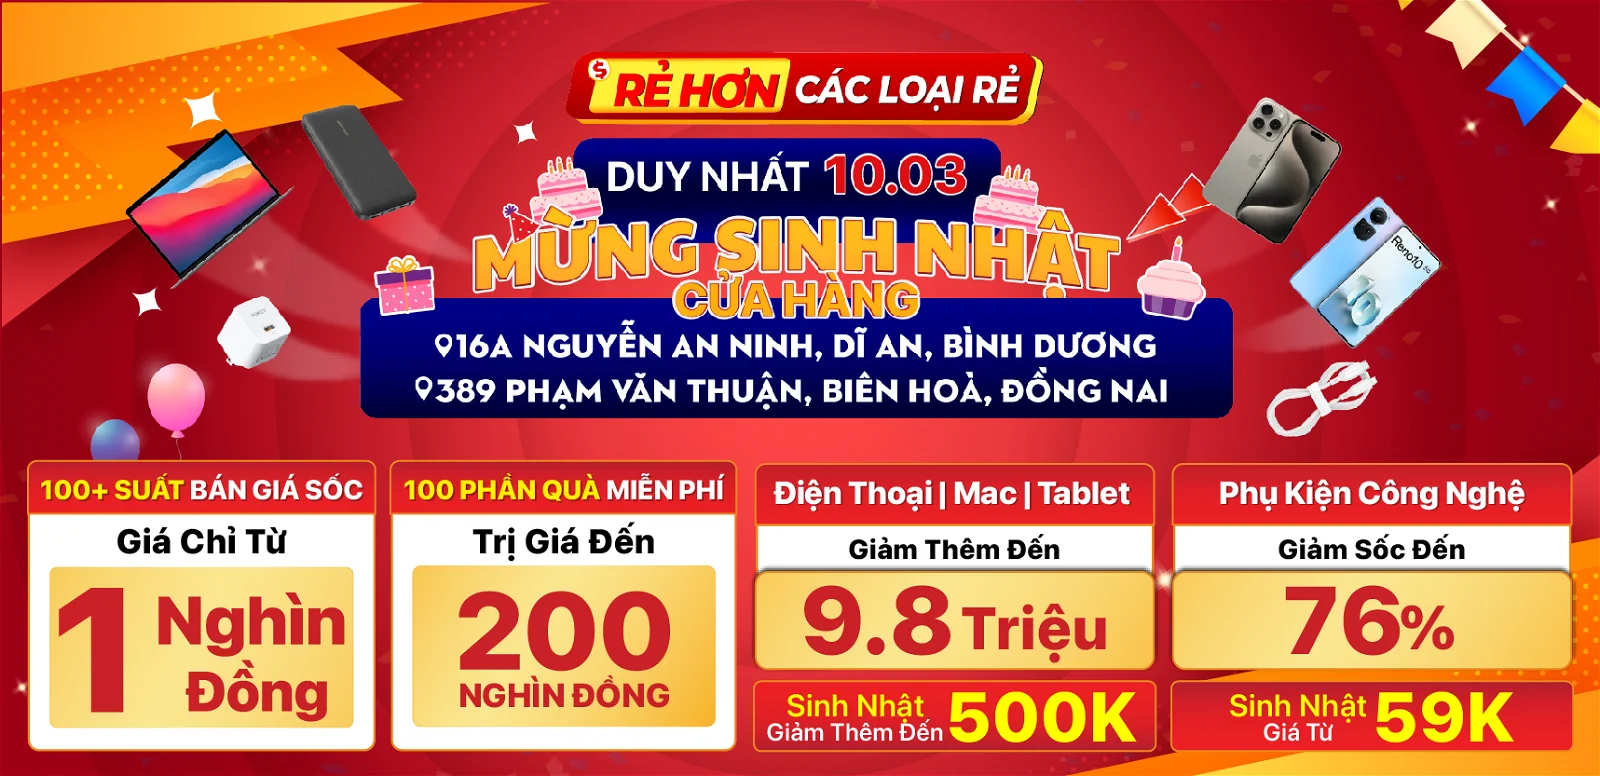 RẺ HƠN CÁC LOẠI RẺ
DUY NHẤT 10.03
MỪNG SINH NHẬT
CỬA HÀNG
16A NGUYỄN AN NINH, DĨ AN, BÌNH DƯƠNG
389 PHẠM VĂN THUẬN, BIÊN HOÀ, ĐỒNG NAI
Reno10 5G
100+ SUẤT BÁN GIÁ SỐC
Giá Chỉ Từ
1 Nghìn
Đồng
100 PHẦN QUÀ MIỄN PHÍ
Trị Giá Đến
200
NGHÌN ĐỒNG
Điện Thoại | Mac | Tablet
Giảm Thêm Đến
9.8 Triệu
Sinh Nhật
Giảm Thêm Đến 500K
Phụ Kiện Công Nghệ
Giảm Sốc Đến
76%
Sinh Nhật
Giá Từ 59K